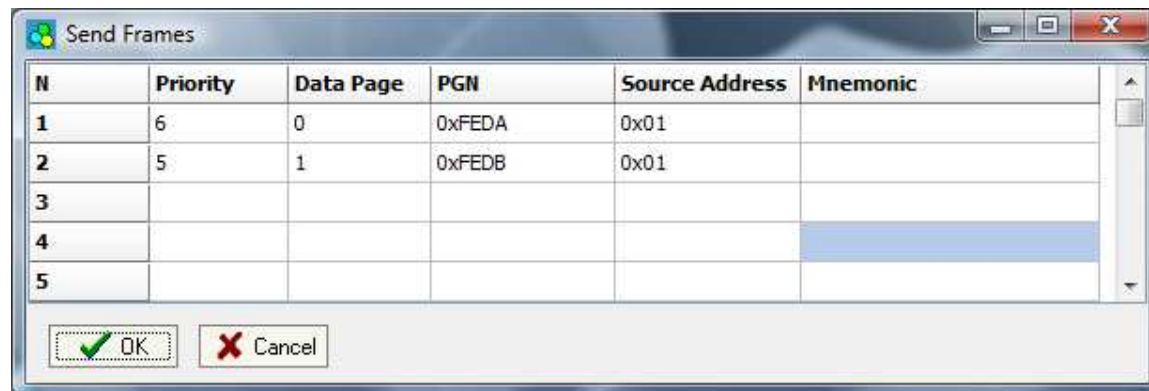 Send Frames
N Priority Data Page PGN Source Address Mnemonic
1 6 0 0xFEDA 0x01
2 5 1 0xFEDB 0x01
3
4
5
OK Cancel